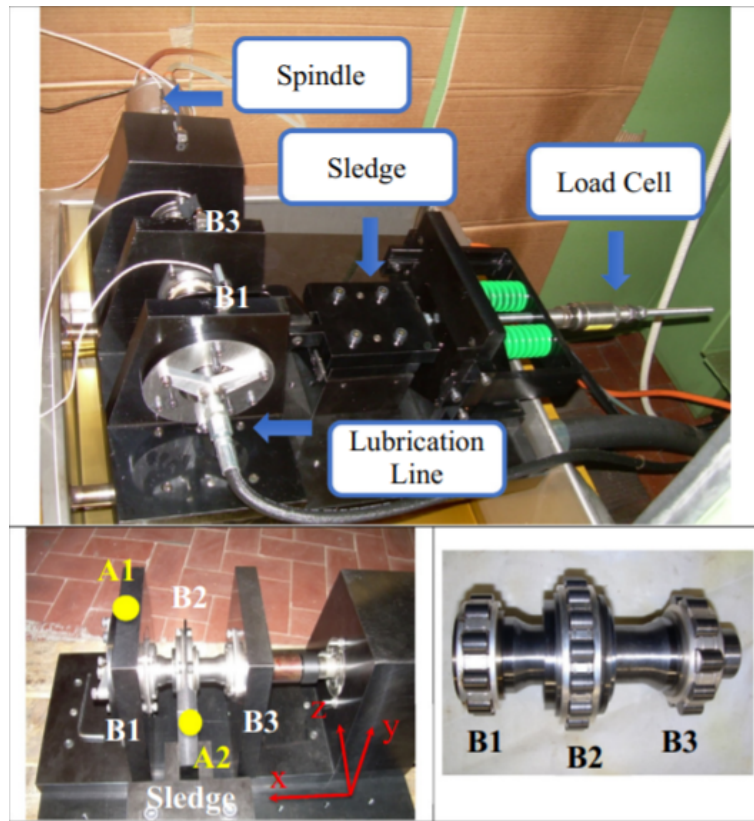 Spindle
Sledge
Load Cell
B3
B1
Lubrication
Line
A1
B2
B1
B3
A2
z
y
x
Sledge
B1
B2
B3